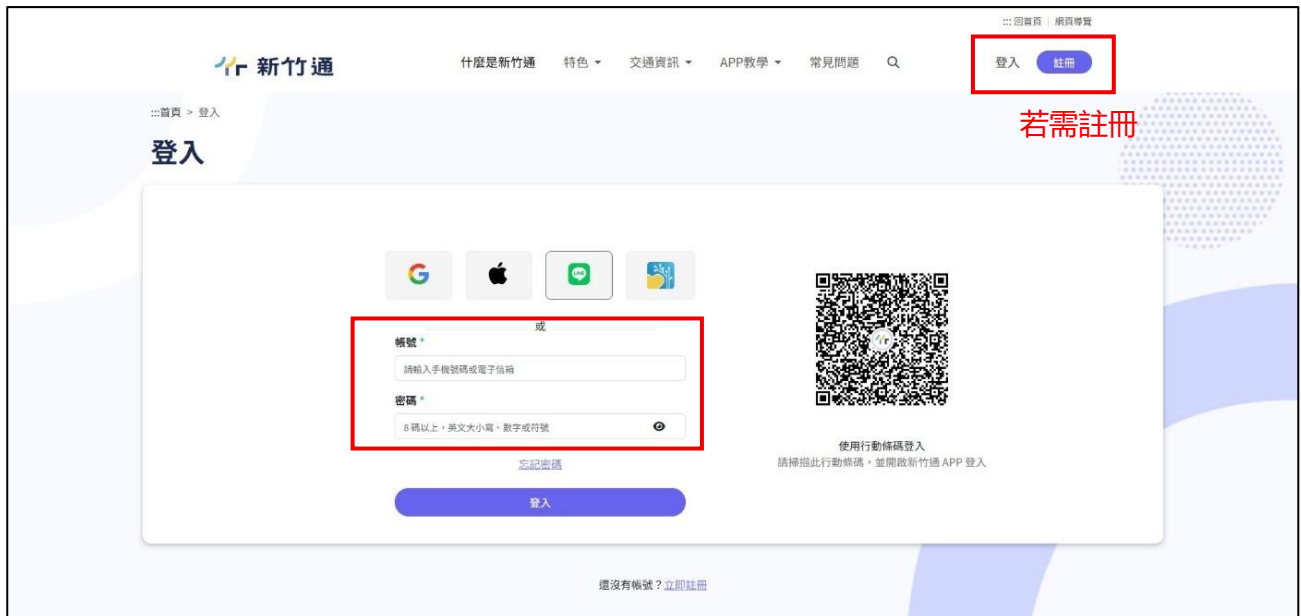 :::回首頁 | 網頁導覽
新竹通
什麼是新竹通 特色 交通資訊 APP教學 常見問題 登入 註冊
:::首頁 > 登入
若需註冊
登入
LINE
或
帳號 *
請輸入手機號碼或電子信箱
密碼 *
8 碼以上，英文大小寫、數字或符號
忘記密碼
登入
使用行動條碼登入
請掃描此行動條碼，並開啟新竹通 APP 登入
還沒有帳號？立即註冊